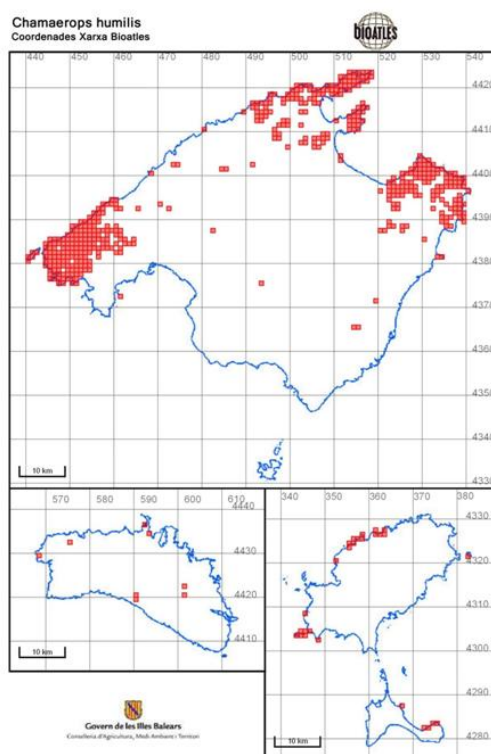 Chamaerops humilis
Coordenades Xarxa Bioatles
BIOATLES
440 450 460 470 480 490 500 510 520 530 540
4420
4410
4400
4390
4380
4370
4360
4350
4340
4330
10 km
570 580 590 600 610
4440
4430
4420
4410
10 km
340 350 360 370 380
4330
4320
4310
4300
4290
4280
10 km
Govern de les Illes Balears
Conselleria d'Agricultura, Medi Ambient i Territori